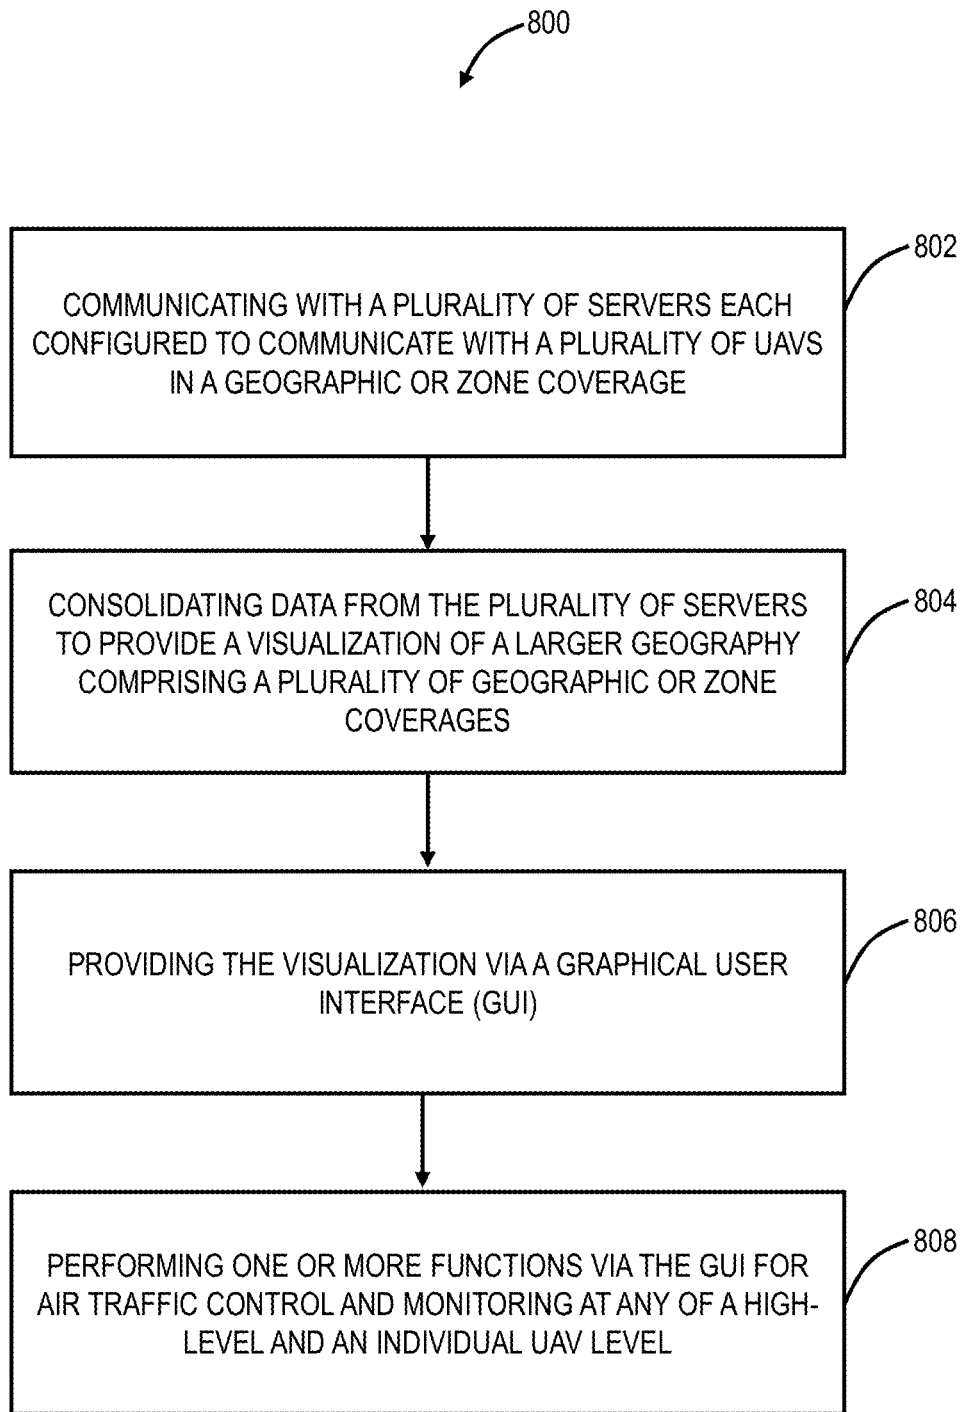 800
802
COMMUNICATING WITH A PLURALITY OF SERVERS EACH
CONFIGURED TO COMMUNICATE WITH A PLURALITY OF UAVS
IN A GEOGRAPHIC OR ZONE COVERAGE
804
CONSOLIDATING DATA FROM THE PLURALITY OF SERVERS
TO PROVIDE A VISUALIZATION OF A LARGER GEOGRAPHY
COMPRISING A PLURALITY OF GEOGRAPHIC OR ZONE
COVERAGES
806
PROVIDING THE VISUALIZATION VIA A GRAPHICAL USER
INTERFACE (GUI)
808
PERFORMING ONE OR MORE FUNCTIONS VIA THE GUI FOR
AIR TRAFFIC CONTROL AND MONITORING AT ANY OF A HIGH-
LEVEL AND AN INDIVIDUAL UAV LEVEL